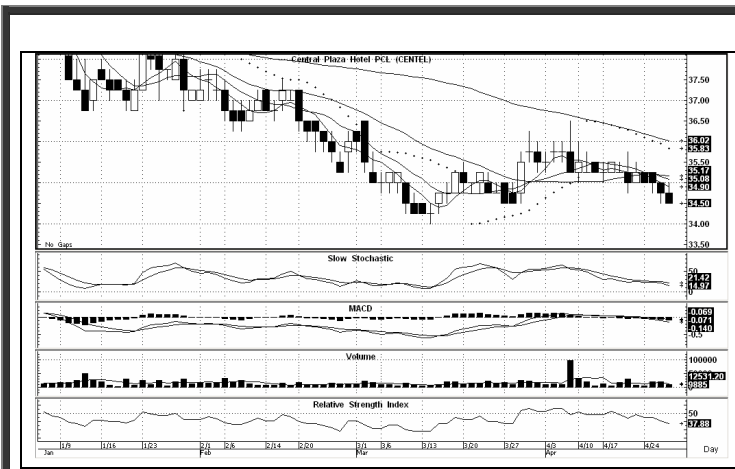 Central Plaza Hotel PCL (CENTEL)
37.50
37.00
36.50
36.02
35.83
35.50
35.17
35.08
34.90
34.50
34.00
33.50
No Gaps
Slow Stochastic
50
21.42
14.97
0
MACD
-0.069
-0.071
-0.140
-0.5
Volume
100000
12531.20
9885
Relative Strength Index
50
37.88
1/9 1/16 1/23 2/1 2/6 2/14 2/20 3/1 3/6 3/13 3/20 3/27 4/3 4/10 4/17 4/24
Jan Feb Mar Apr
Day